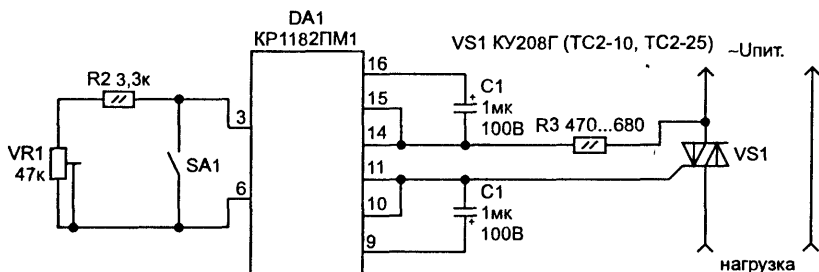 DA1
КР1182ПМ1
VS1 КУ208Г (ТС2-10, ТС2-25)
~Uпит.
R2 3,3к
16
C1
1мк
100В
+
15
3
14
R3 470...680
VR1
47к
SA1
VS1
11
6
10
C1
1мк
100В
+
9
нагрузка